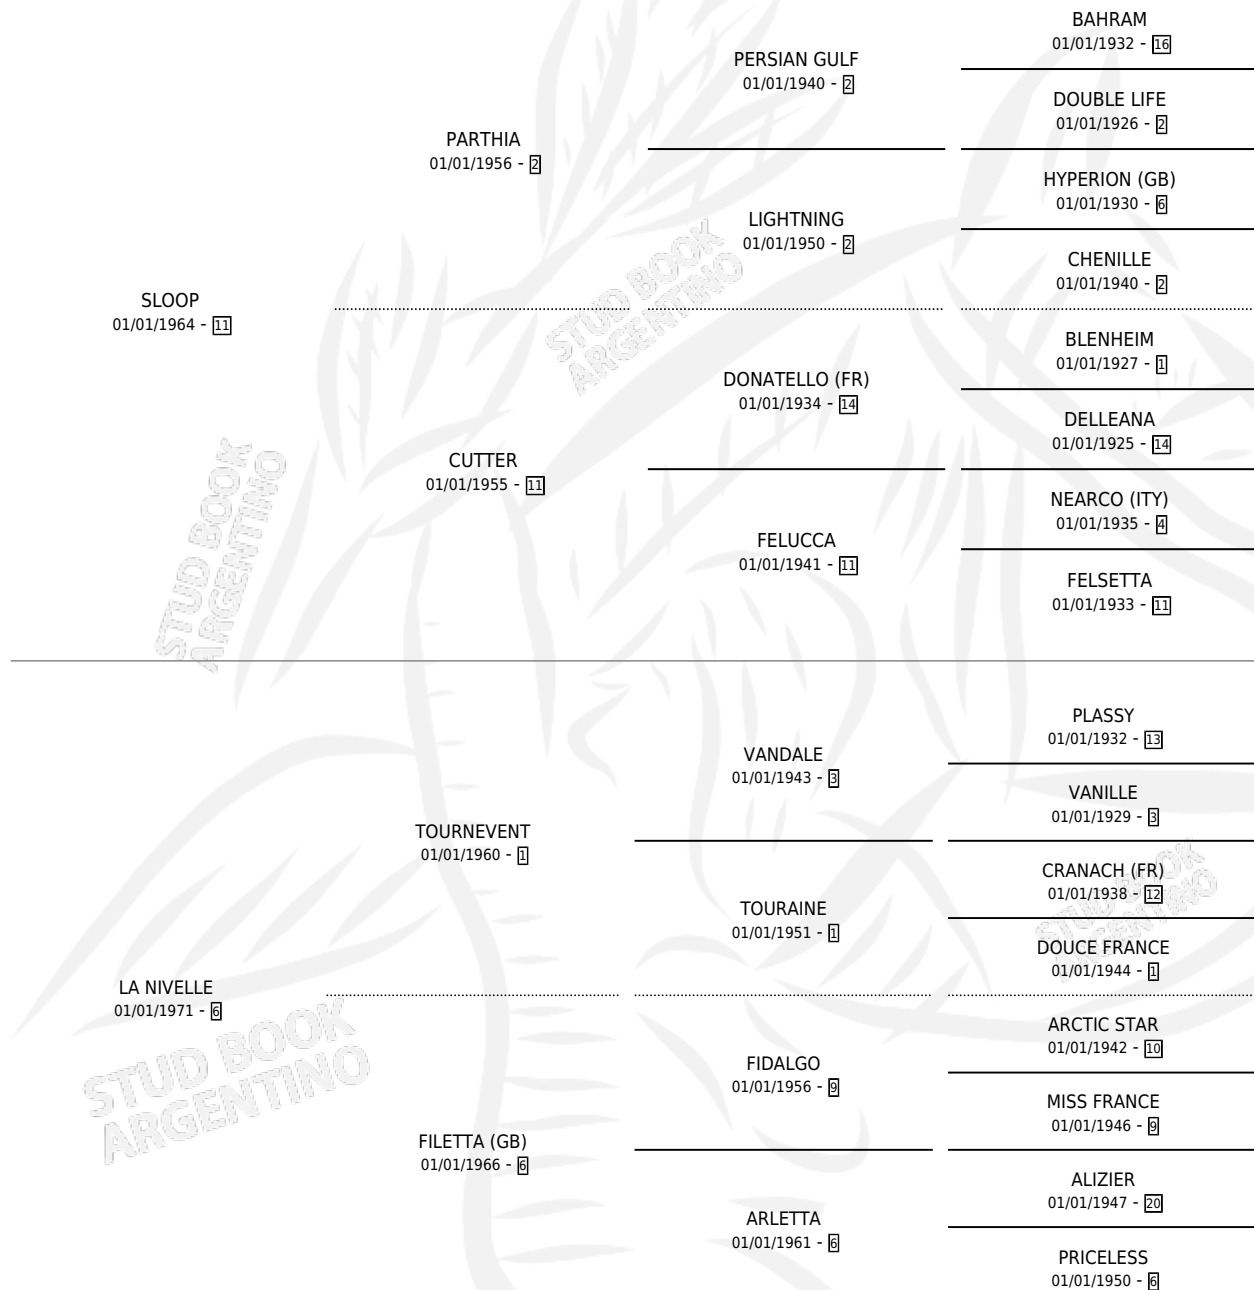 BAHRAM
01/01/1932 - 16
PERSIAN GULF
01/01/1940 - 2
DOUBLE LIFE
01/01/1926 - 2
PARTHIA
01/01/1956 - 2
HYPERION (GB)
01/01/1930 - 6
LIGHTNING
01/01/1950 - 2
CHENILLE
01/01/1940 - 2
SLOOP
01/01/1964 - 11
BLENHEIM
01/01/1927 - 1
DONATELLO (FR)
01/01/1934 - 14
DELLEANA
01/01/1925 - 14
CUTTER
01/01/1955 - 11
NEARCO (ITY)
01/01/1935 - 4
FELUCCA
01/01/1941 - 11
FELSETTA
01/01/1933 - 11
PLASSY
01/01/1932 - 13
VANDALE
01/01/1943 - 3
VANILLE
01/01/1929 - 3
TOURNEVENT
01/01/1960 - 1
CRANACH (FR)
01/01/1938 - 12
TOURAINE
01/01/1951 - 1
DOUCE FRANCE
01/01/1944 - 1
LA NIVELLE
01/01/1971 - 6
ARCTIC STAR
01/01/1942 - 10
FIDALGO
01/01/1956 - 9
MISS FRANCE
01/01/1946 - 9
FILETTA (GB)
01/01/1966 - 6
ALIZIER
01/01/1947 - 20
ARLETTA
01/01/1961 - 6
PRICELESS
01/01/1950 - 6
STUD BOOK
ARGENTINO
STUD BOOK
ARGENTINO
STUD BOOK
ARGENTINO
STUD BOOK
ARGENTINO